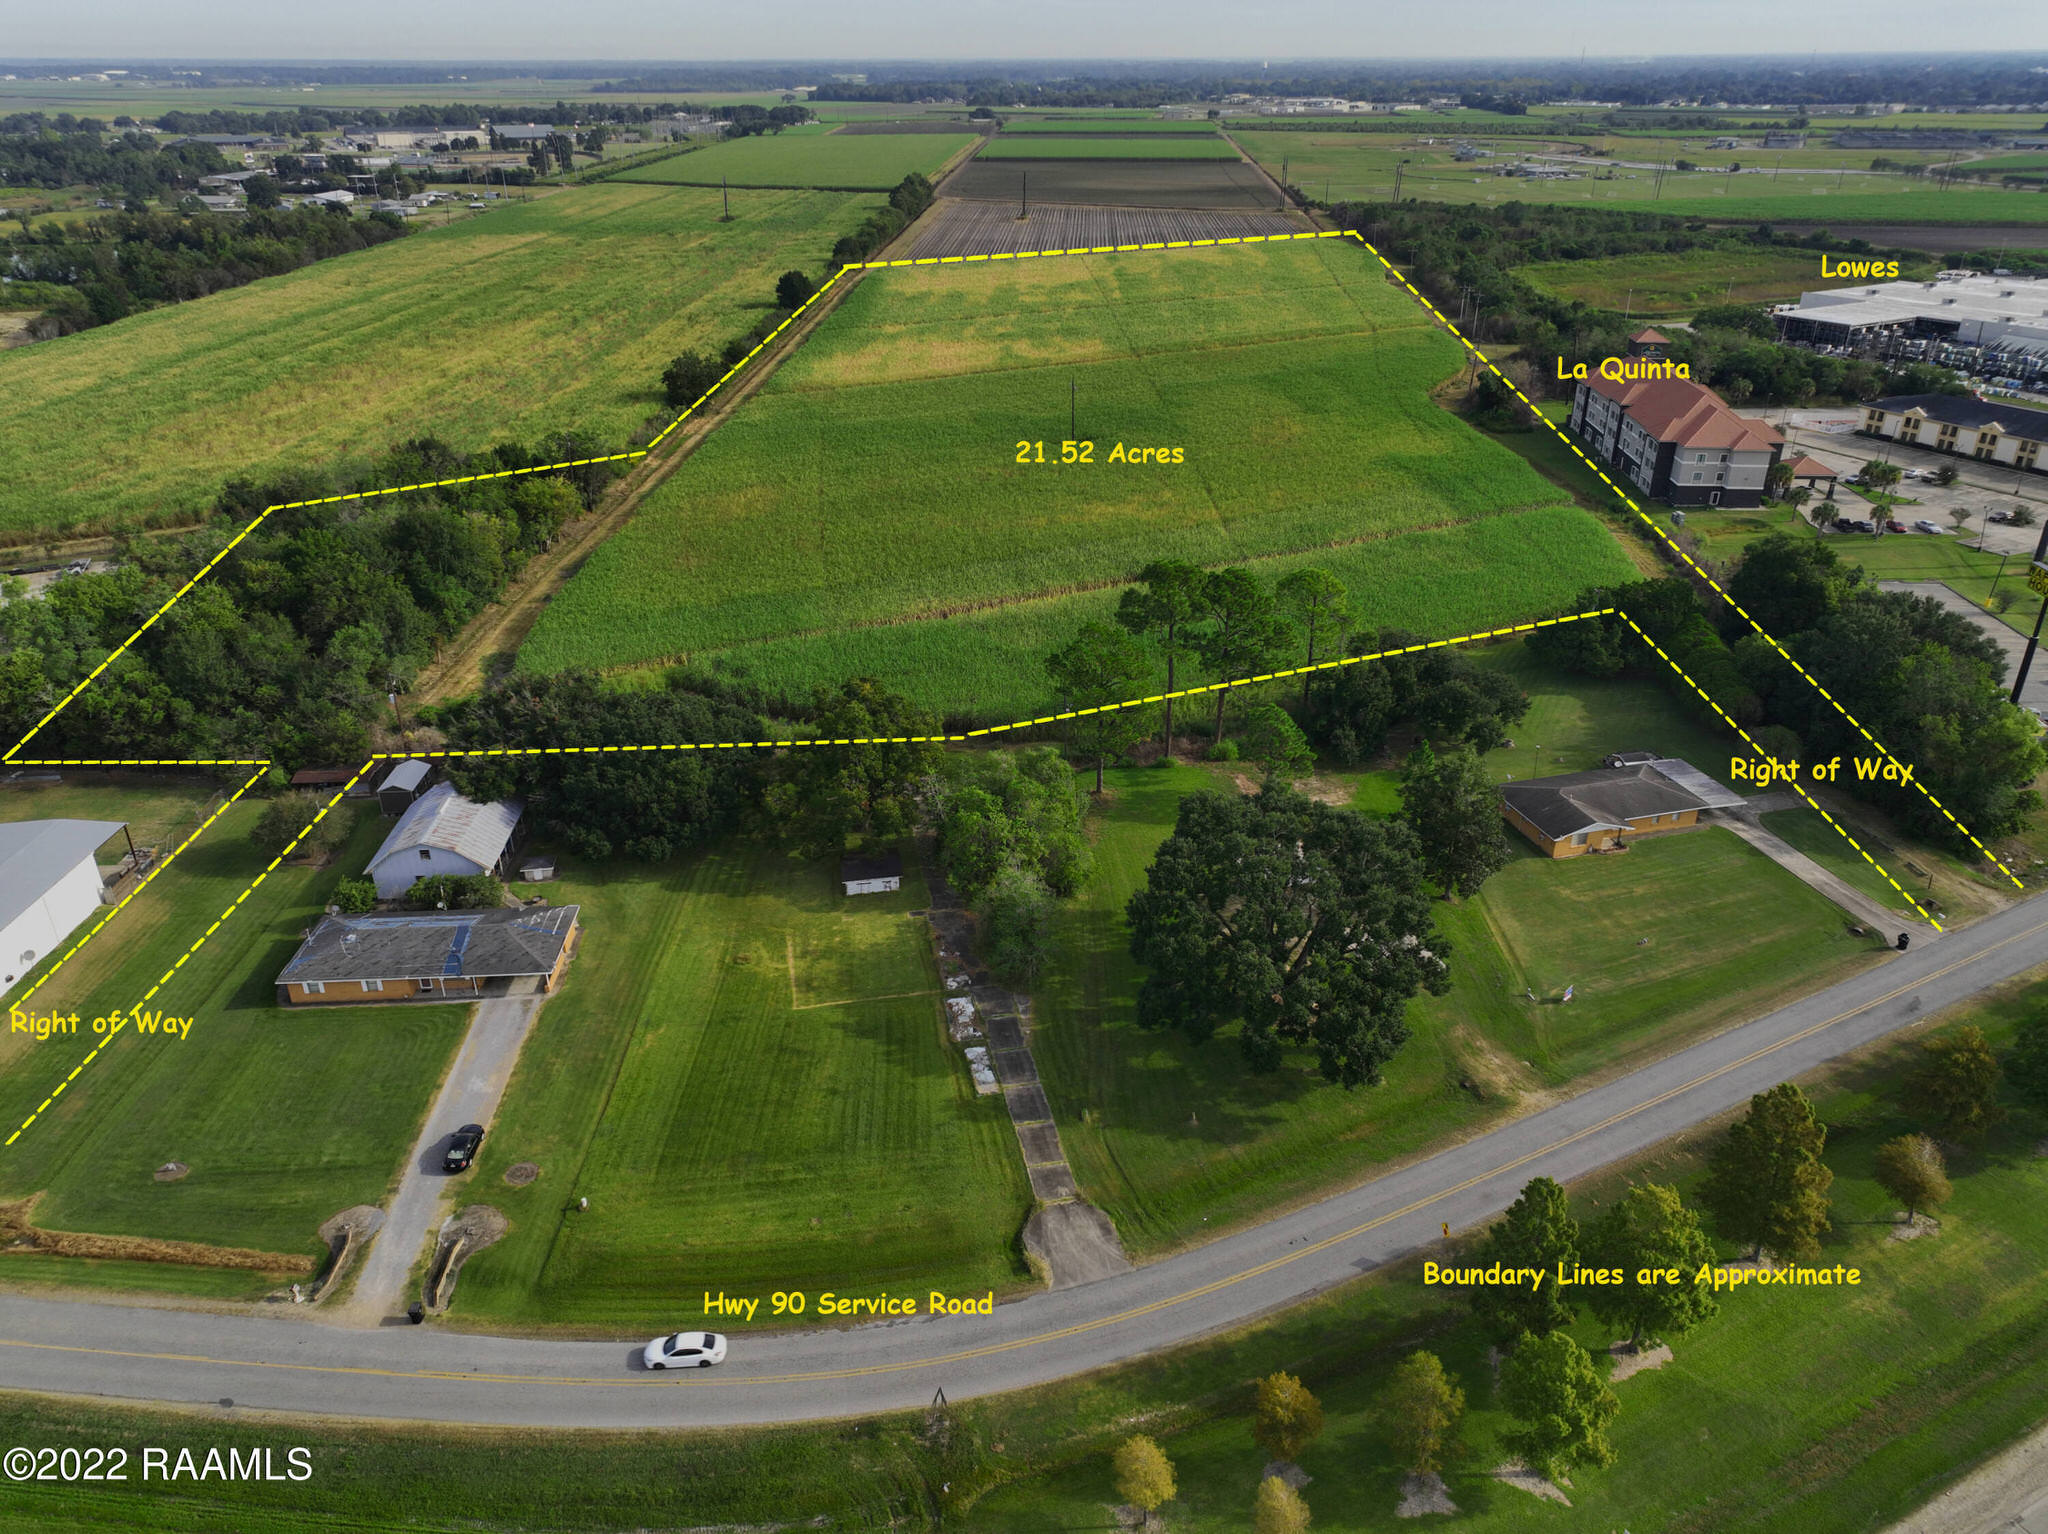 Lowes
La Quinta
21.52 Acres
Right of Way
Right of Way
Boundary Lines are Approximate
Hwy 90 Service Road
©2022 RAAMLS